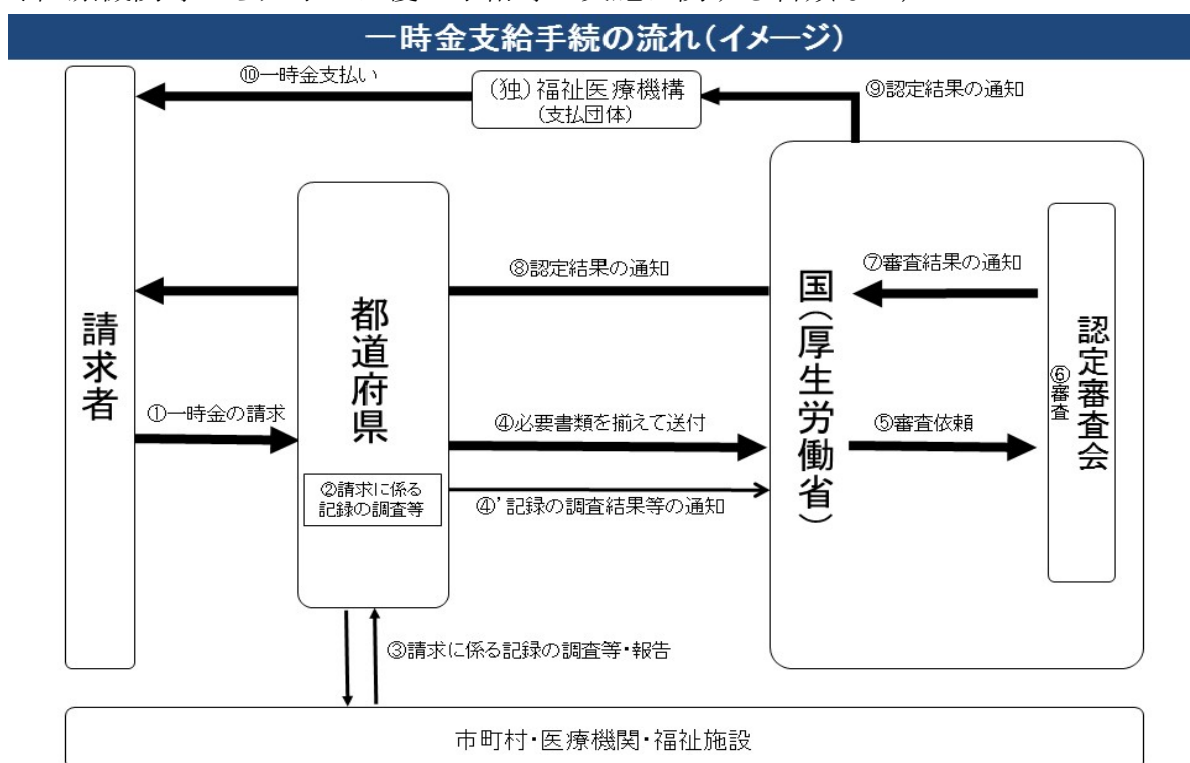 一時金支給手続の流れ(イメージ)
⑩一時金支払い
(独)福祉医療機構
(支払団体)
⑨認定結果の通知
請求者
都道府県
⑧認定結果の通知
国(厚生労働省)
⑦審査結果の通知
認定審査会
⑥審査
①一時金の請求
④必要書類を揃えて送付
⑤審査依頼
②請求に係る
記録の調査等
④'記録の調査結果等の通知
③請求に係る記録の調査等・報告
市町村・医療機関・福祉施設